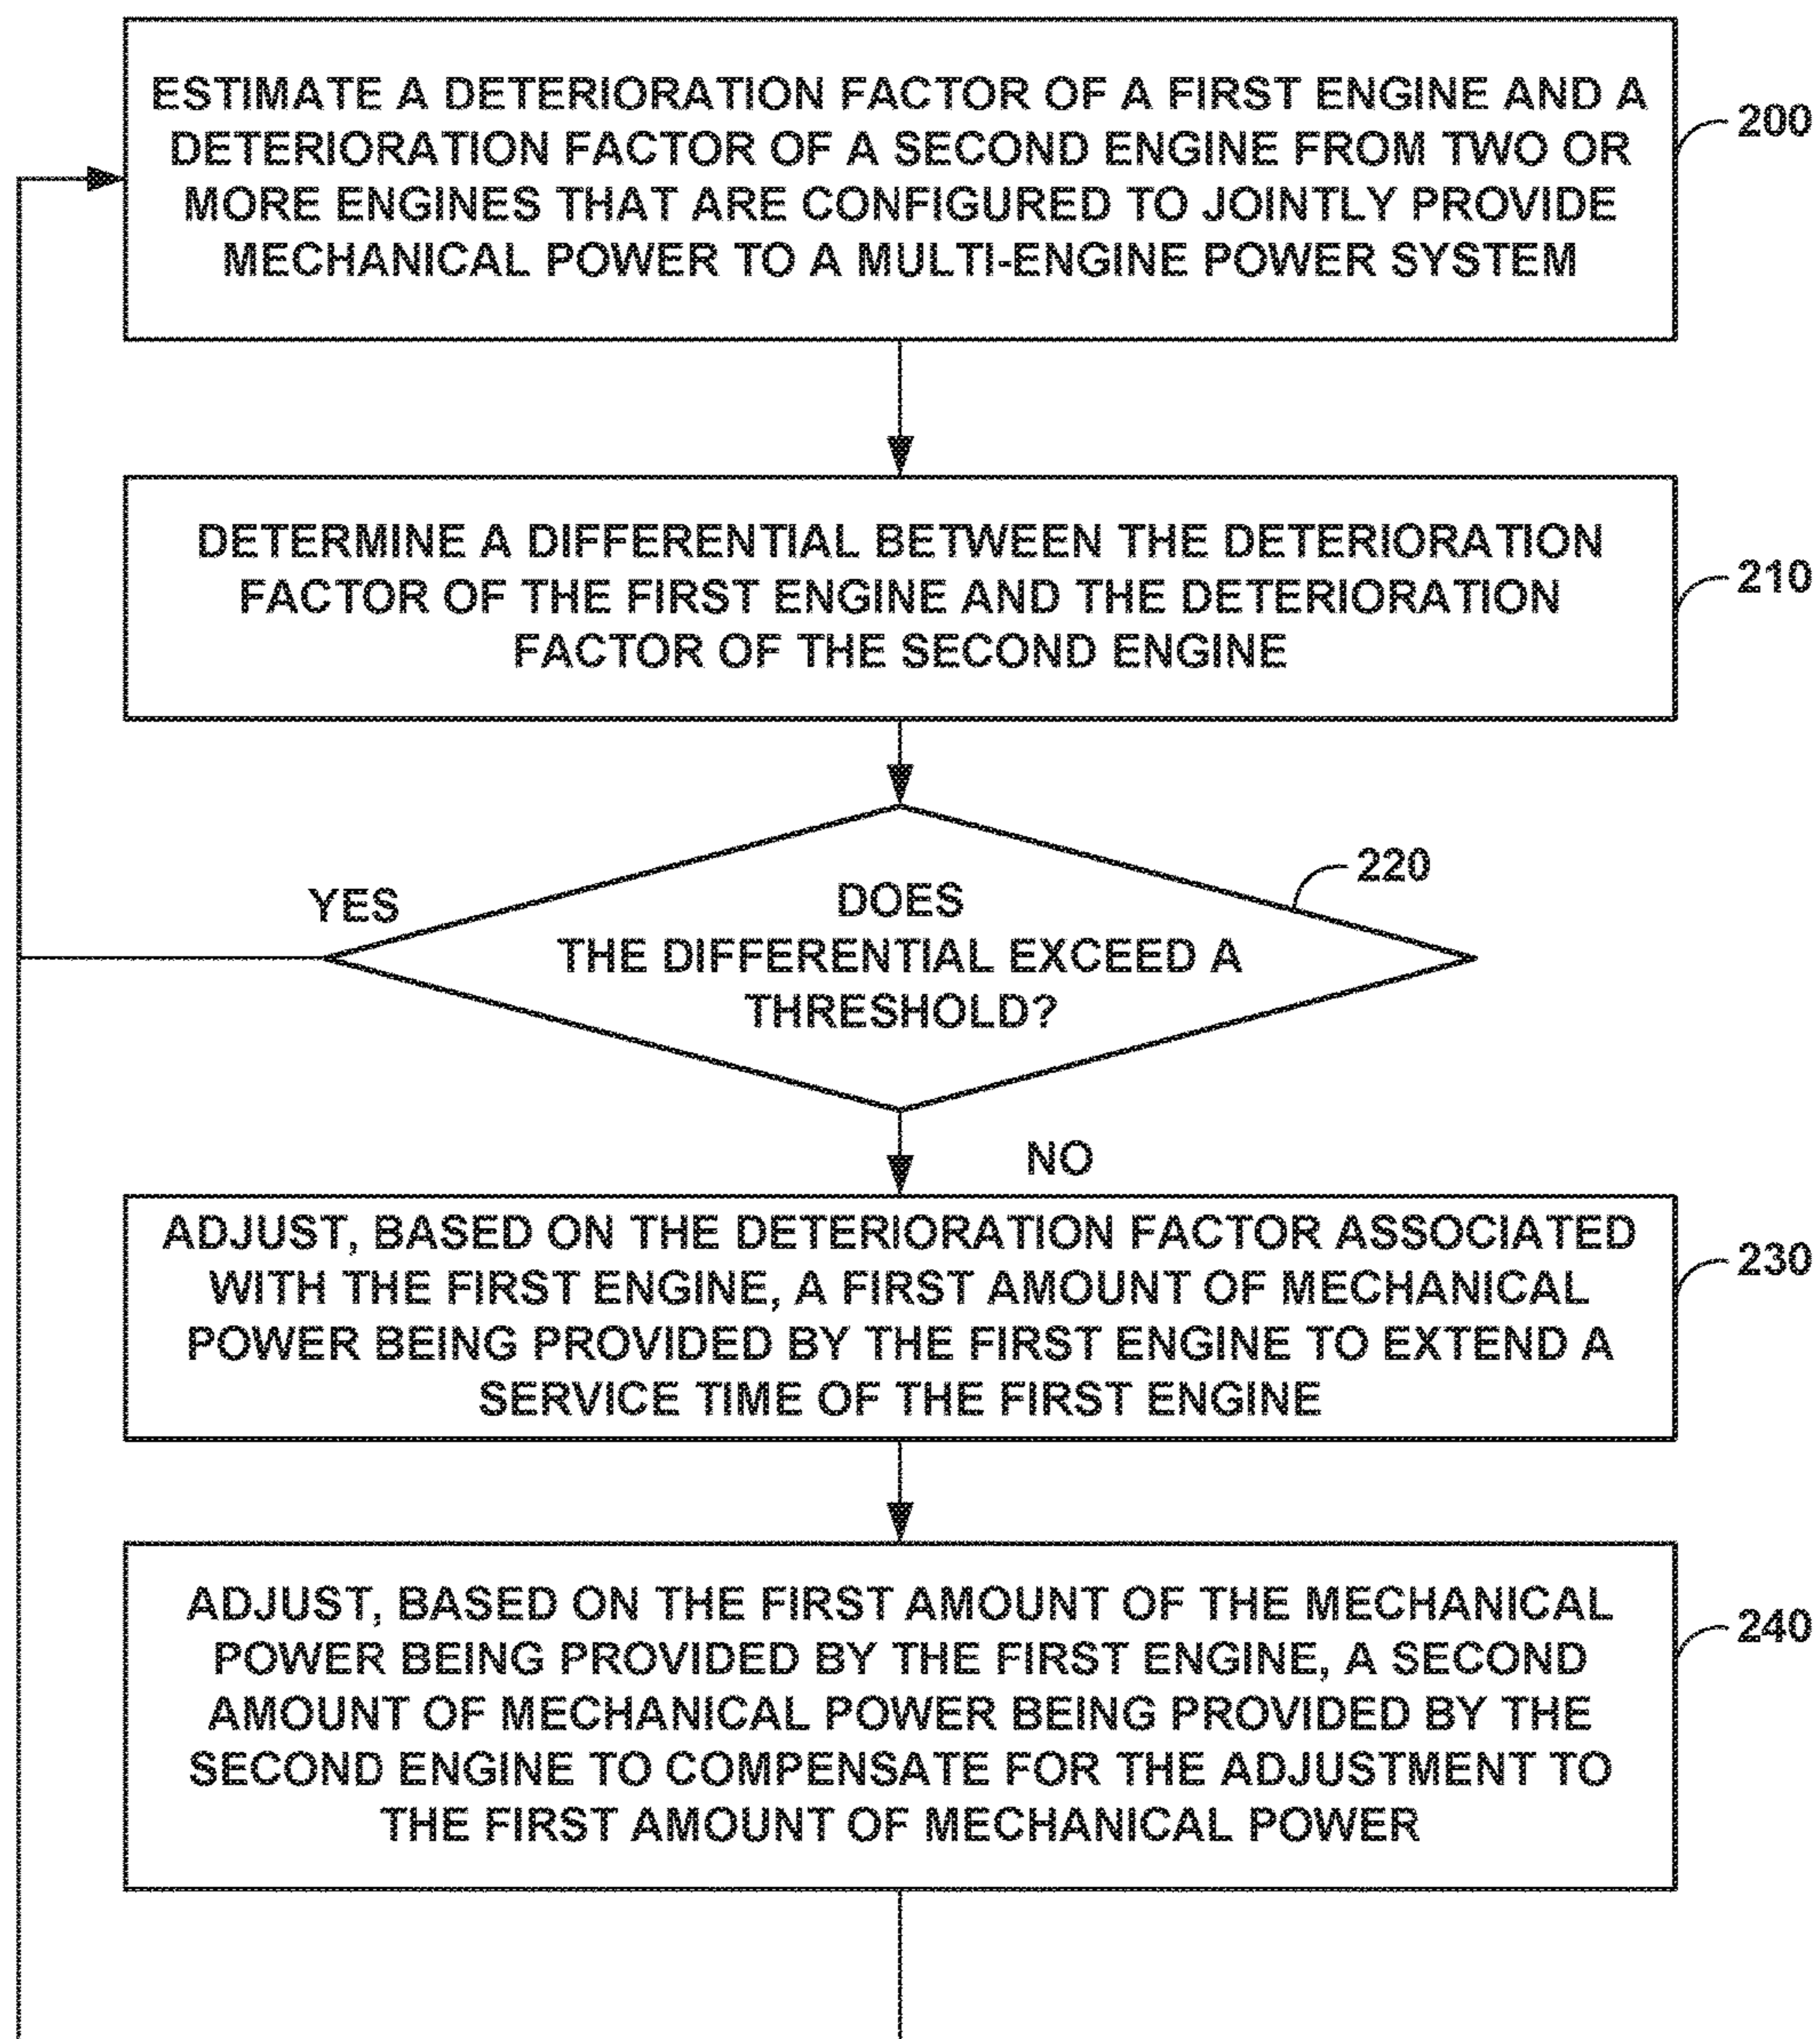 ESTIMATE A DETERIORATION FACTOR OF A FIRST ENGINE AND A
DETERIORATION FACTOR OF A SECOND ENGINE FROM TWO OR
MORE ENGINES THAT ARE CONFIGURED TO JOINTLY PROVIDE
MECHANICAL POWER TO A MULTI-ENGINE POWER SYSTEM
200
DETERMINE A DIFFERENTIAL BETWEEN THE DETERIORATION
FACTOR OF THE FIRST ENGINE AND THE DETERIORATION
FACTOR OF THE SECOND ENGINE
210
YES
DOES
THE DIFFERENTIAL EXCEED A
THRESHOLD?
220
NO
ADJUST, BASED ON THE DETERIORATION FACTOR ASSOCIATED
WITH THE FIRST ENGINE, A FIRST AMOUNT OF MECHANICAL
POWER BEING PROVIDED BY THE FIRST ENGINE TO EXTEND A
SERVICE TIME OF THE FIRST ENGINE
230
ADJUST, BASED ON THE FIRST AMOUNT OF THE MECHANICAL
POWER BEING PROVIDED BY THE FIRST ENGINE, A SECOND
AMOUNT OF MECHANICAL POWER BEING PROVIDED BY THE
SECOND ENGINE TO COMPENSATE FOR THE ADJUSTMENT TO
THE FIRST AMOUNT OF MECHANICAL POWER
240